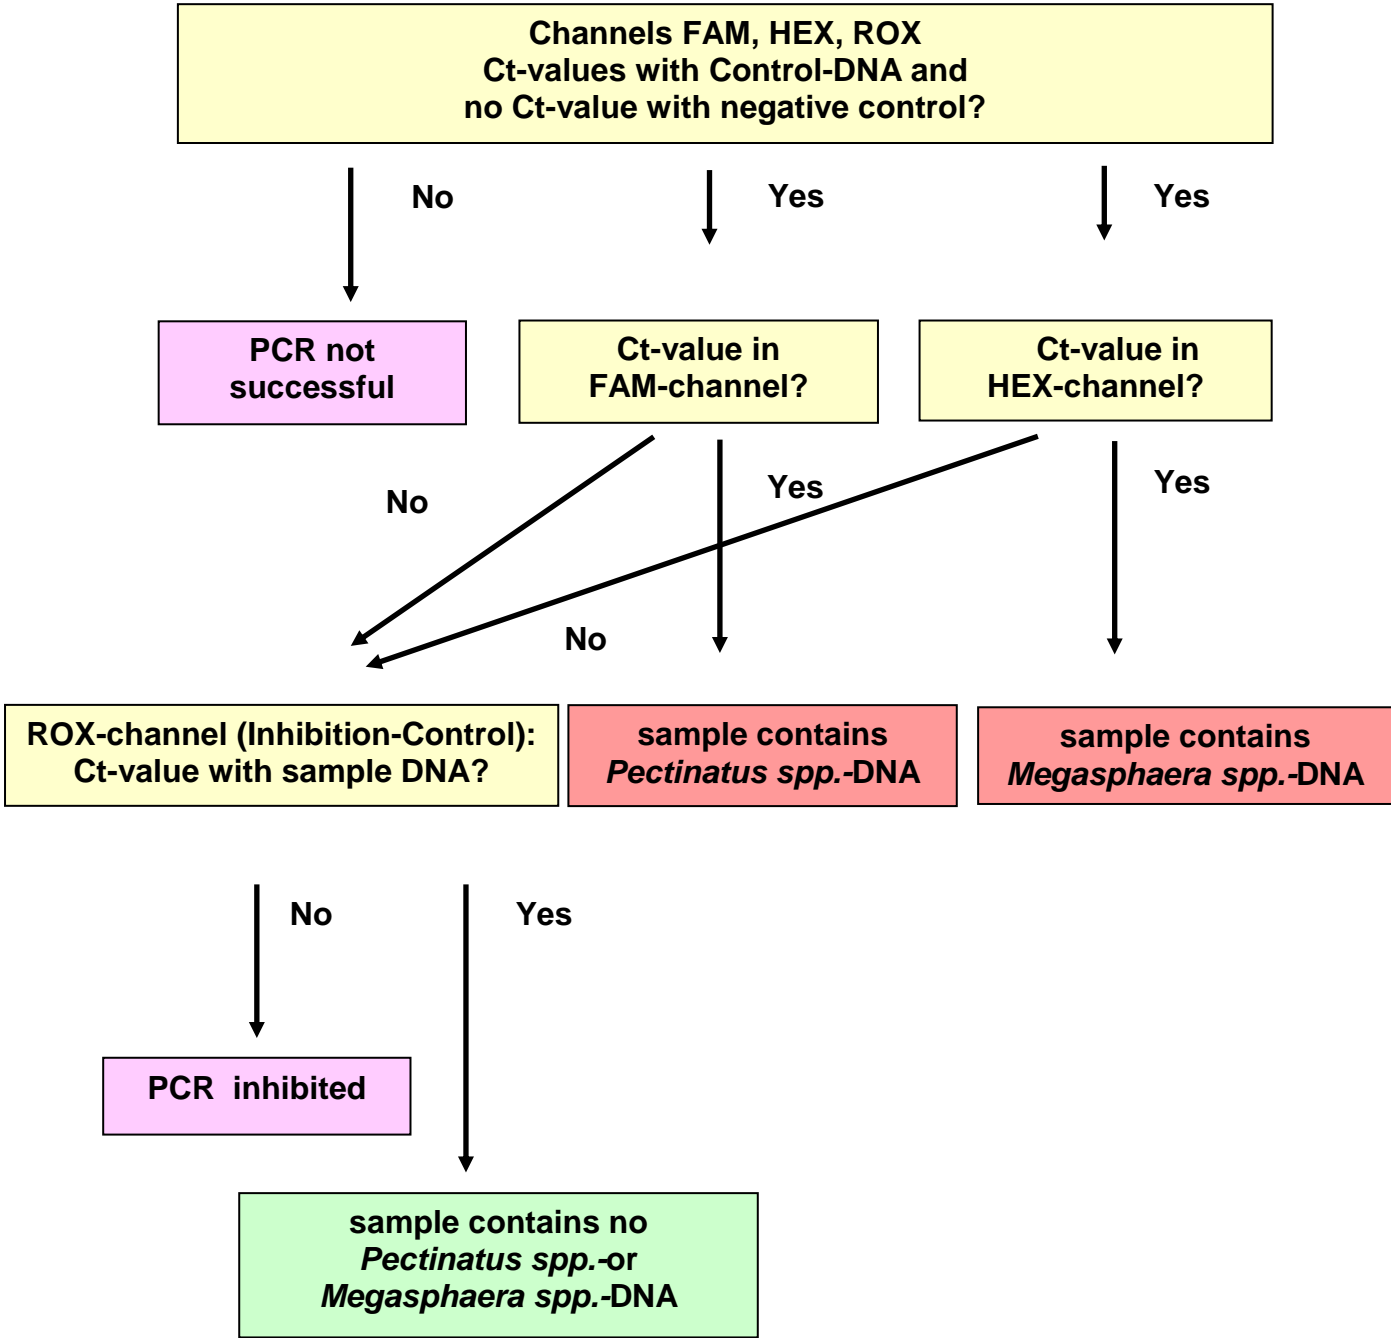 Channels FAM, HEX, ROX
Ct-values with Control-DNA and
no Ct-value with negative control?
No
Yes
Yes
PCR not
successful
Ct-value in
FAM-channel?
Ct-value in
HEX-channel?
No
Yes
Yes
No
ROX-channel (Inhibition-Control):
Ct-value with sample DNA?
sample contains
Pectinatus spp.-DNA
sample contains
Megasphaera spp.-DNA
No
Yes
PCR  inhibited
sample contains no
Pectinatus spp.-or
Megasphaera spp.-DNA